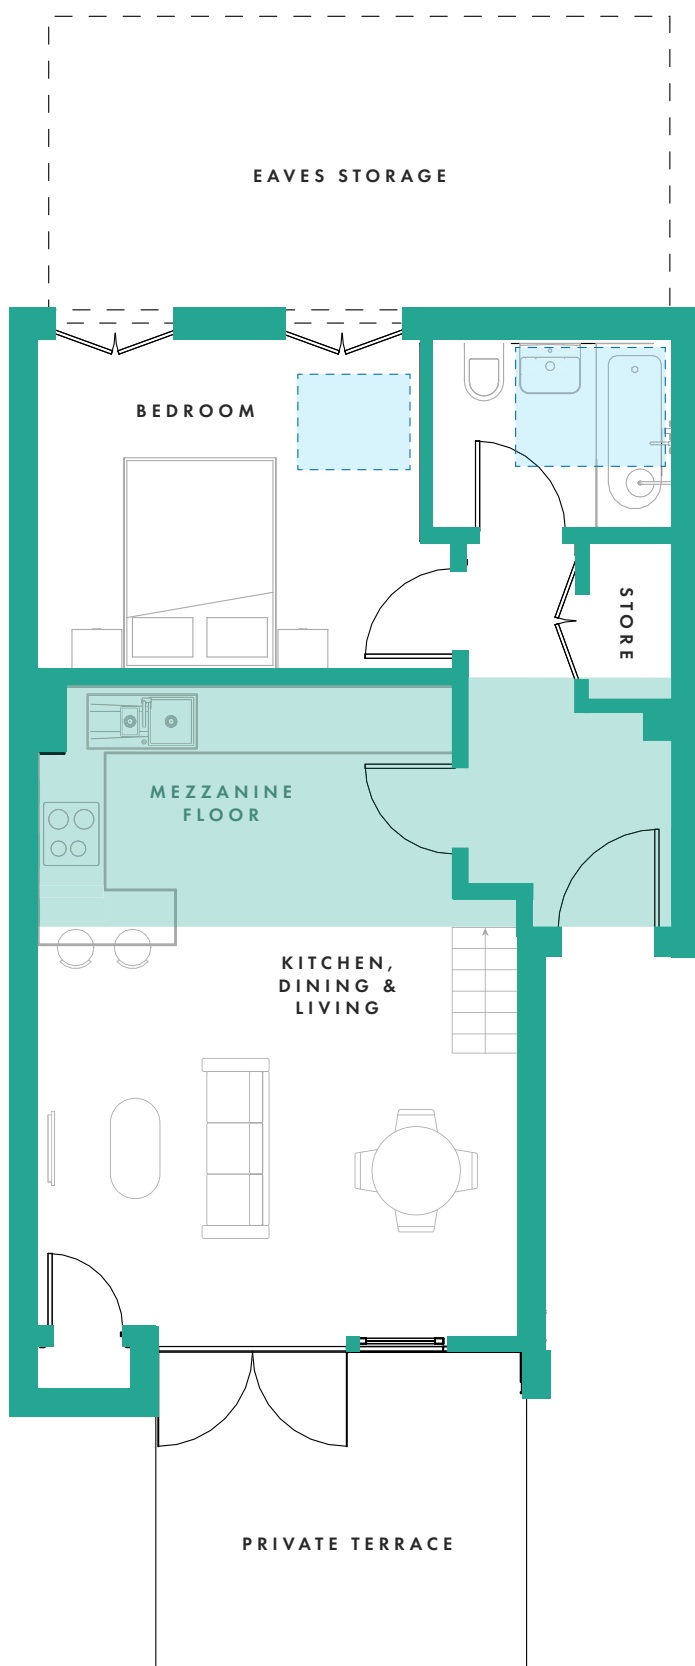 EAVES STORAGE
BEDROOM
STORE
MEZZANINE
FLOOR
KITCHEN,
DINING &
LIVING
PRIVATE TERRACE